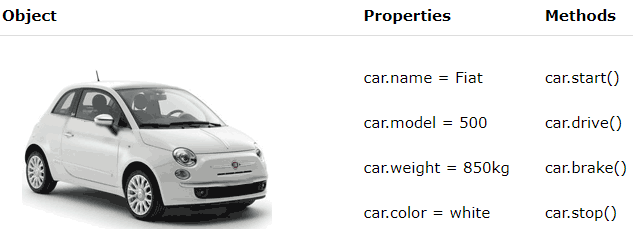 Object Properties Methods
car.name = Fiat car.start()
car.model = 500 car.drive()
car.weight = 850kg car.brake()
car.color = white car.stop()